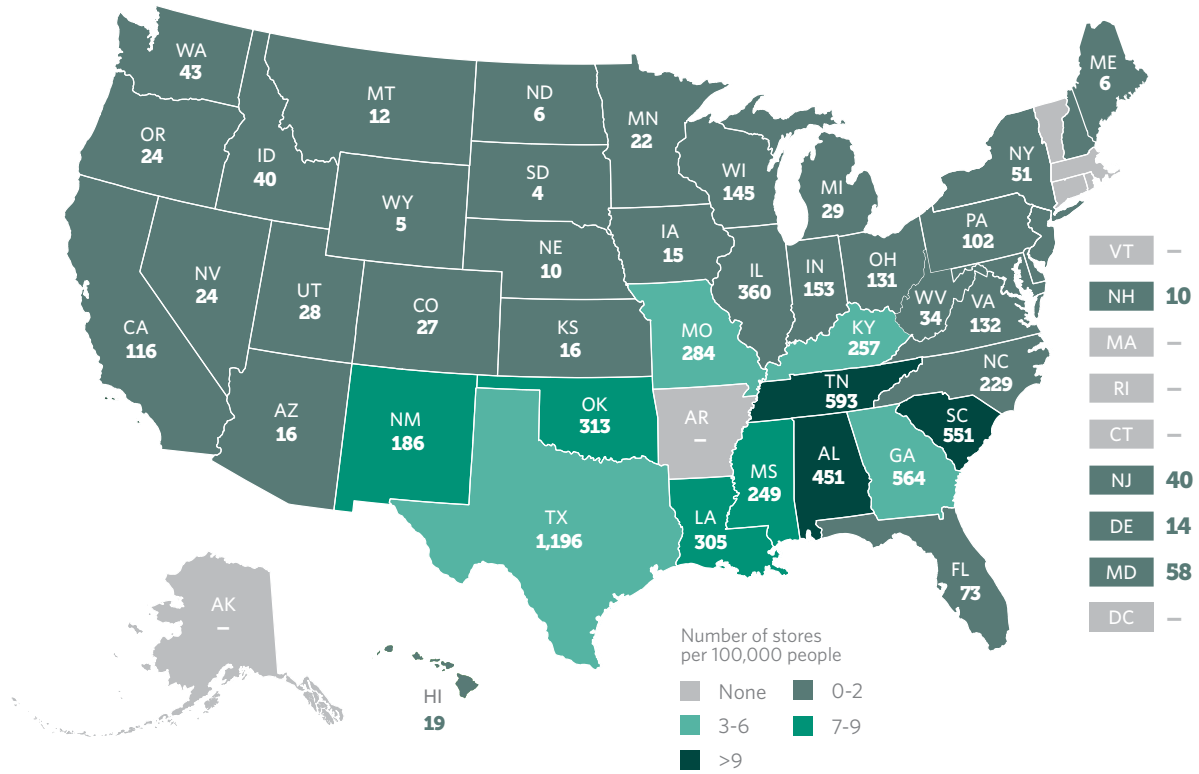 WA
43
OR
24
ID
40
MT
12
ND
6
MN
22
SD
4
WY
5
NE
10
IA
15
WI
145
MI
29
NY
51
ME
6
PA
102
NV
24
UT
28
CO
27
KS
16
CA
116
MO
284
IL
360
IN
153
OH
131
WV
34
VA
132
KY
257
NC
229
TN
593
AZ
16
NM
186
OK
313
AR
–
SC
551
MS
249
AL
451
GA
564
LA
305
TX
1,196
FL
73
AK
–
HI
19
VT –
NH 10
MA –
RI –
CT –
NJ 40
DE 14
MD 58
DC –
Number of stores
per 100,000 people
None 0-2
3-6 7-9
>9